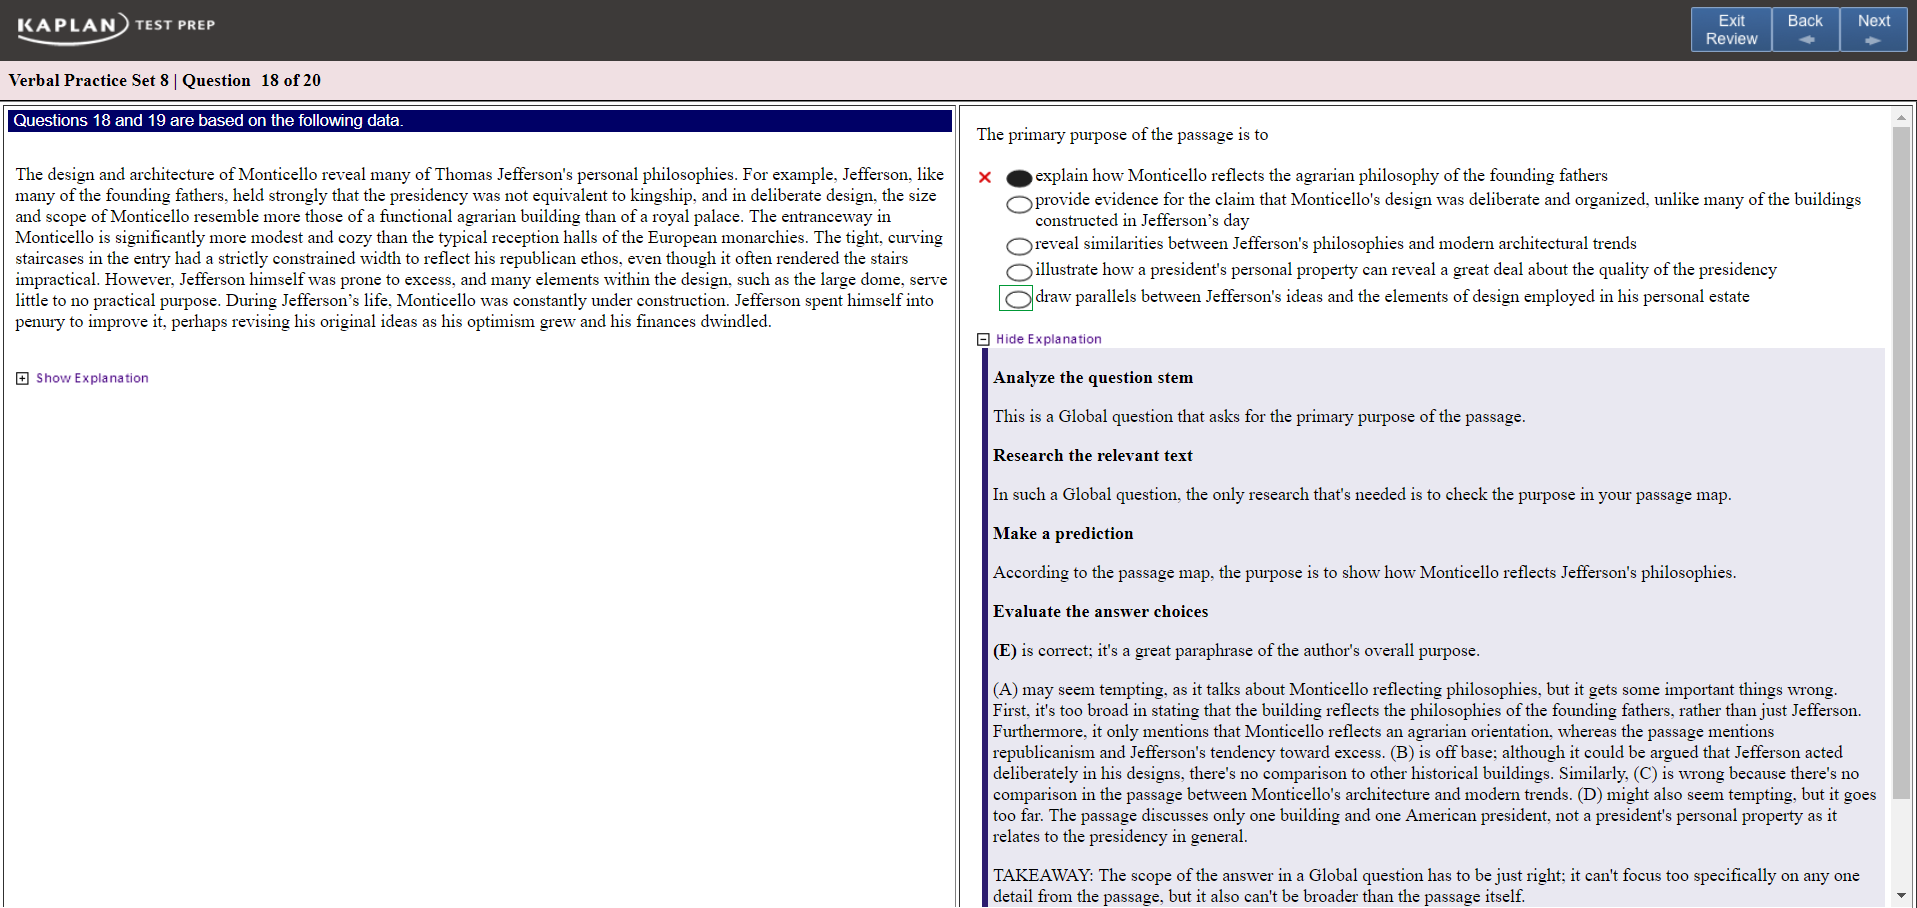 KAPLAN TEST PREP
Exit Review
Back
Next
Verbal Practice Set 8 | Question 18 of 20
Questions 18 and 19 are based on the following data.
The design and architecture of Monticello reveal many of Thomas Jefferson's personal philosophies. For example, Jefferson, like
many of the founding fathers, held strongly that the presidency was not equivalent to kingship, and in deliberate design, the size
and scope of Monticello resemble more those of a functional agrarian building than of a royal palace. The entranceway in
Monticello is significantly more modest and cozy than the typical reception halls of the European monarchies. The tight, curving
staircases in the entry had a strictly constrained width to reflect his republican ethos, even though it often rendered the stairs
impractical. However, Jefferson himself was prone to excess, and many elements within the design, such as the large dome, serve
little to no practical purpose. During Jefferson’s life, Monticello was constantly under construction. Jefferson spent himself into
penury to improve it, perhaps revising his original ideas as his optimism grew and his finances dwindled.
Show Explanation
The primary purpose of the passage is to
explain how Monticello reflects the agrarian philosophy of the founding fathers
provide evidence for the claim that Monticello's design was deliberate and organized, unlike many of the buildings
constructed in Jefferson’s day
reveal similarities between Jefferson's philosophies and modern architectural trends
illustrate how a president's personal property can reveal a great deal about the quality of the presidency
draw parallels between Jefferson's ideas and the elements of design employed in his personal estate
Hide Explanation
Analyze the question stem
This is a Global question that asks for the primary purpose of the passage.
Research the relevant text
In such a Global question, the only research that's needed is to check the purpose in your passage map.
Make a prediction
According to the passage map, the purpose is to show how Monticello reflects Jefferson's philosophies.
Evaluate the answer choices
(E) is correct; it's a great paraphrase of the author's overall purpose.
(A) may seem tempting, as it talks about Monticello reflecting philosophies, but it gets some important things wrong.
First, it's too broad in stating that the building reflects the philosophies of the founding fathers, rather than just Jefferson.
Furthermore, it only mentions that Monticello reflects an agrarian orientation, whereas the passage mentions
republicanism and Jefferson's tendency toward excess. (B) is off base; although it could be argued that Jefferson acted
deliberately in his designs, there's no comparison to other historical buildings. Similarly, (C) is wrong because there's no
comparison in the passage between Monticello's architecture and modern trends. (D) might also seem tempting, but it goes
too far. The passage discusses only one building and one American president, not a president's personal property as it
relates to the presidency in general.
TAKEAWAY: The scope of the answer in a Global question has to be just right; it can't focus too specifically on any one
detail from the passage, but it also can't be broader than the passage itself.